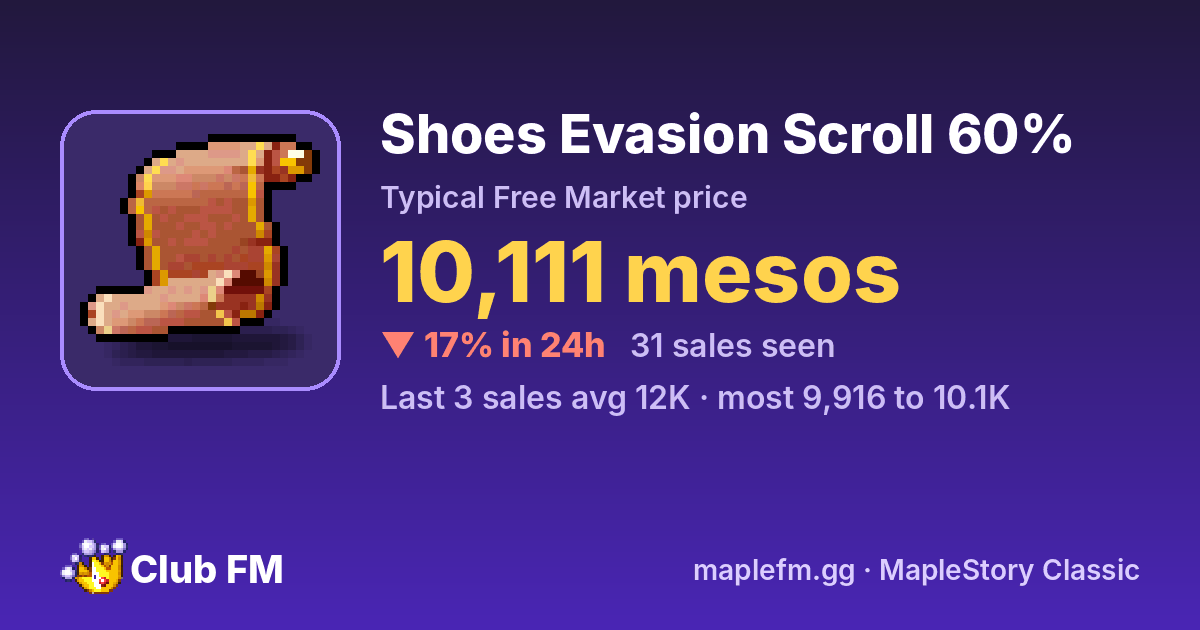 Shoes Evasion Scroll 60%
Typical Free Market price
10,111 mesos
▼ 17% in 24h 31 sales seen
Last 3 sales avg 12K · most 9,916 to 10.1K
Club FM
maplefm.gg · MapleStory Classic